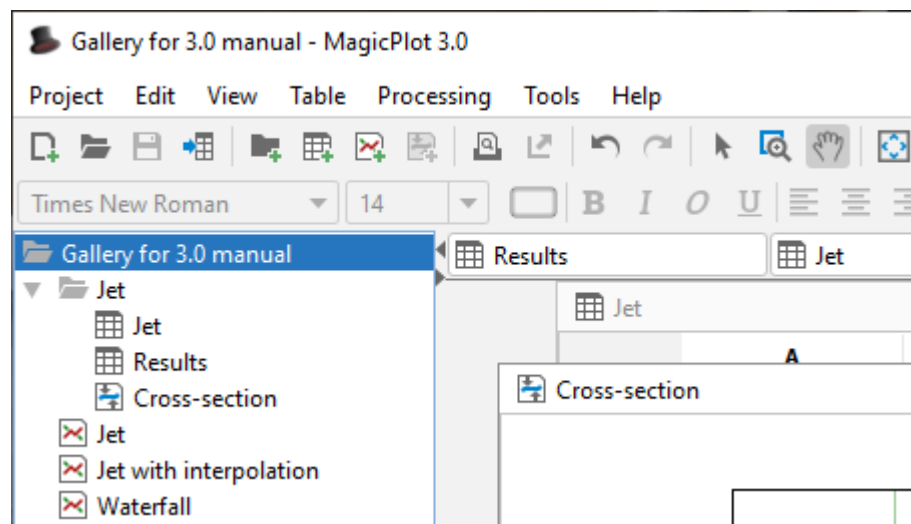 Gallery for 3.0 manual - MagicPlot 3.0
Project Edit View Table Processing Tools Help
Times New Roman 14 B I O U
Gallery for 3.0 manual
Results Jet
Jet
Jet
Jet
A
Results
Cross-section
Cross-section
Jet
Jet with interpolation
Waterfall